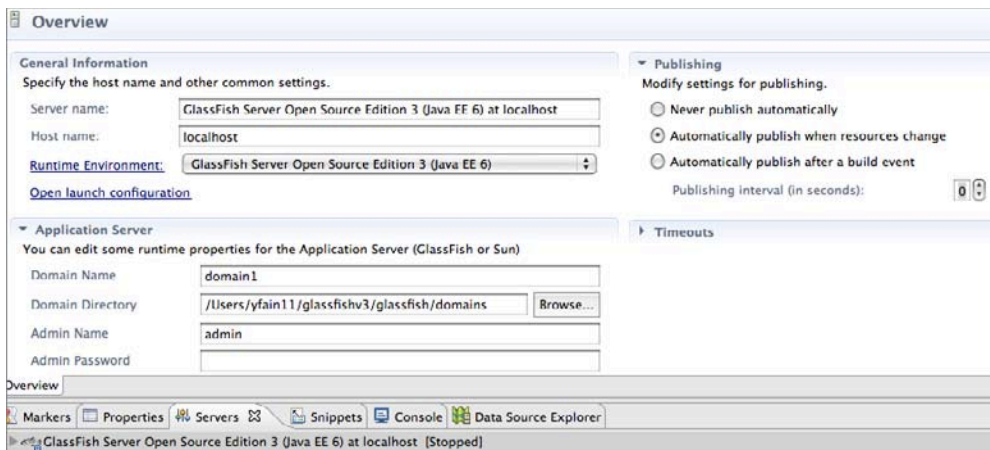 Overview
General Information
Specify the host name and other common settings.
Server name: GlassFish Server Open Source Edition 3 (Java EE 6) at localhost
Host name: localhost
Runtime Environment: GlassFish Server Open Source Edition 3 (Java EE 6)
Open launch configuration
Publishing
Modify settings for publishing.
Never publish automatically
Automatically publish when resources change
Automatically publish after a build event
Publishing interval (in seconds): 0
Application Server
You can edit some runtime properties for the Application Server (GlassFish or Sun)
Domain Name domain1
Domain Directory /Users/yfain11/glassfishv3/glassfish/domains Browse...
Admin Name admin
Admin Password
Timeouts
Overview
Markers Properties Servers Snippets Console Data Source Explorer
GlassFish Server Open Source Edition 3 (Java EE 6) at localhost [Stopped]